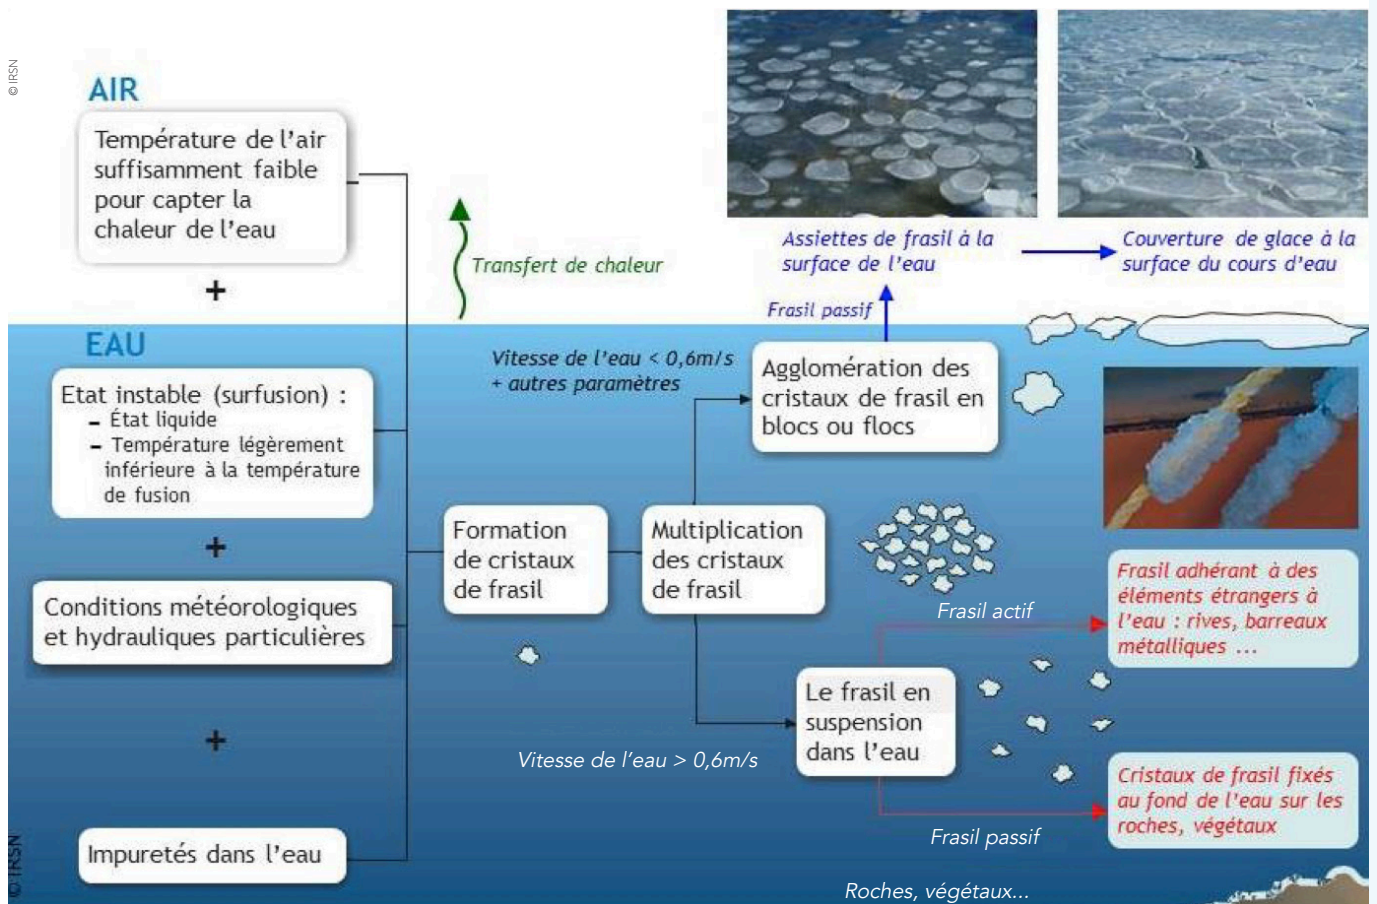 © IRSN
AIR
Température de l'air
suffisamment faible
pour capter la
chaleur de l'eau
+
EAU
Etat instable (surfusion) :
– État liquide
– Température légèrement
inférieure à la température
de fusion
+
Conditions météorologiques
et hydrauliques particulières
+
Impuretés dans l'eau
© IRSN
Transfert de chaleur
Formation
de cristaux
de frasil
Multiplication
des cristaux
de frasil
Vitesse de l'eau < 0,6m/s
+ autres paramètres
Agglomération des
cristaux de frasil en
blocs ou flocs
Frasil passif
Assiettes de frasil à la
surface de l'eau
Couverture de glace à la
surface du cours d'eau
Vitesse de l'eau > 0,6m/s
Le frasil en
suspension
dans l'eau
Frasil actif
Frasil adhérant à des
éléments étrangers à
l'eau : rives, barreaux
métalliques ...
Frasil passif
Cristaux de frasil fixés
au fond de l'eau sur les
roches, végétaux
Roches, végétaux...